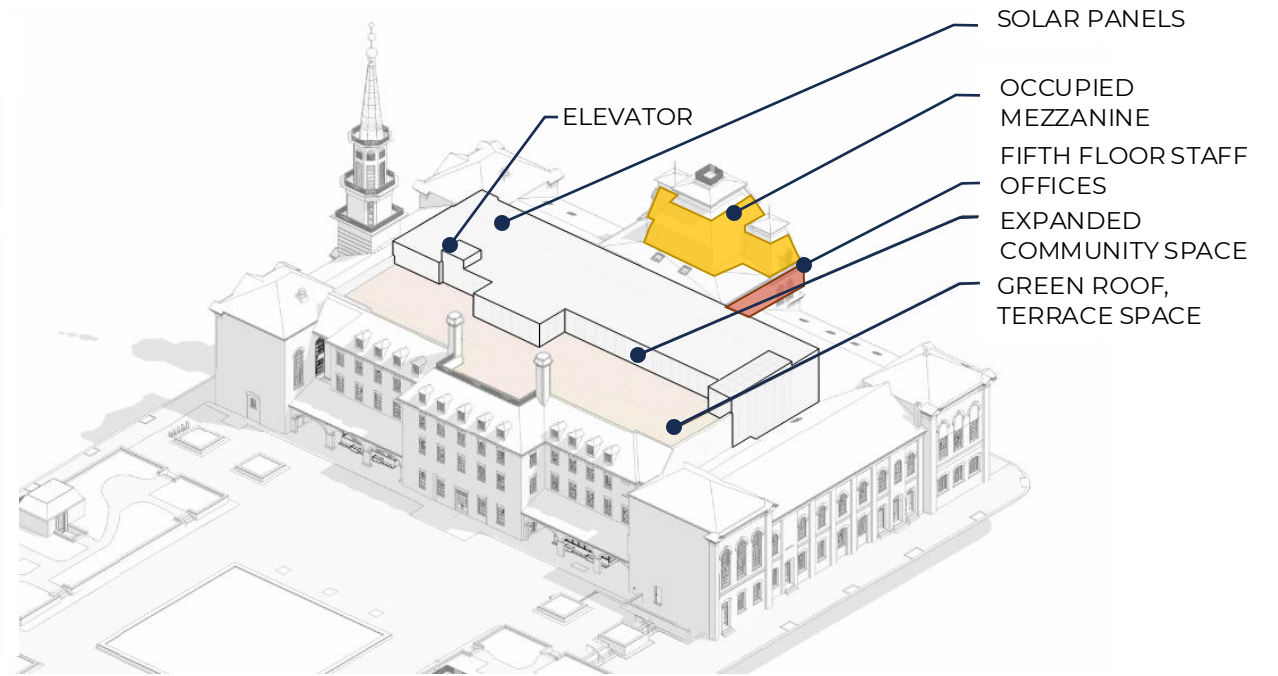 SOLAR PANELS
OCCUPIED
MEZZANINE
ELEVATOR
FIFTH FLOOR STAFF
OFFICES
EXPANDED
COMMUNITY SPACE
GREEN ROOF,
TERRACE SPACE